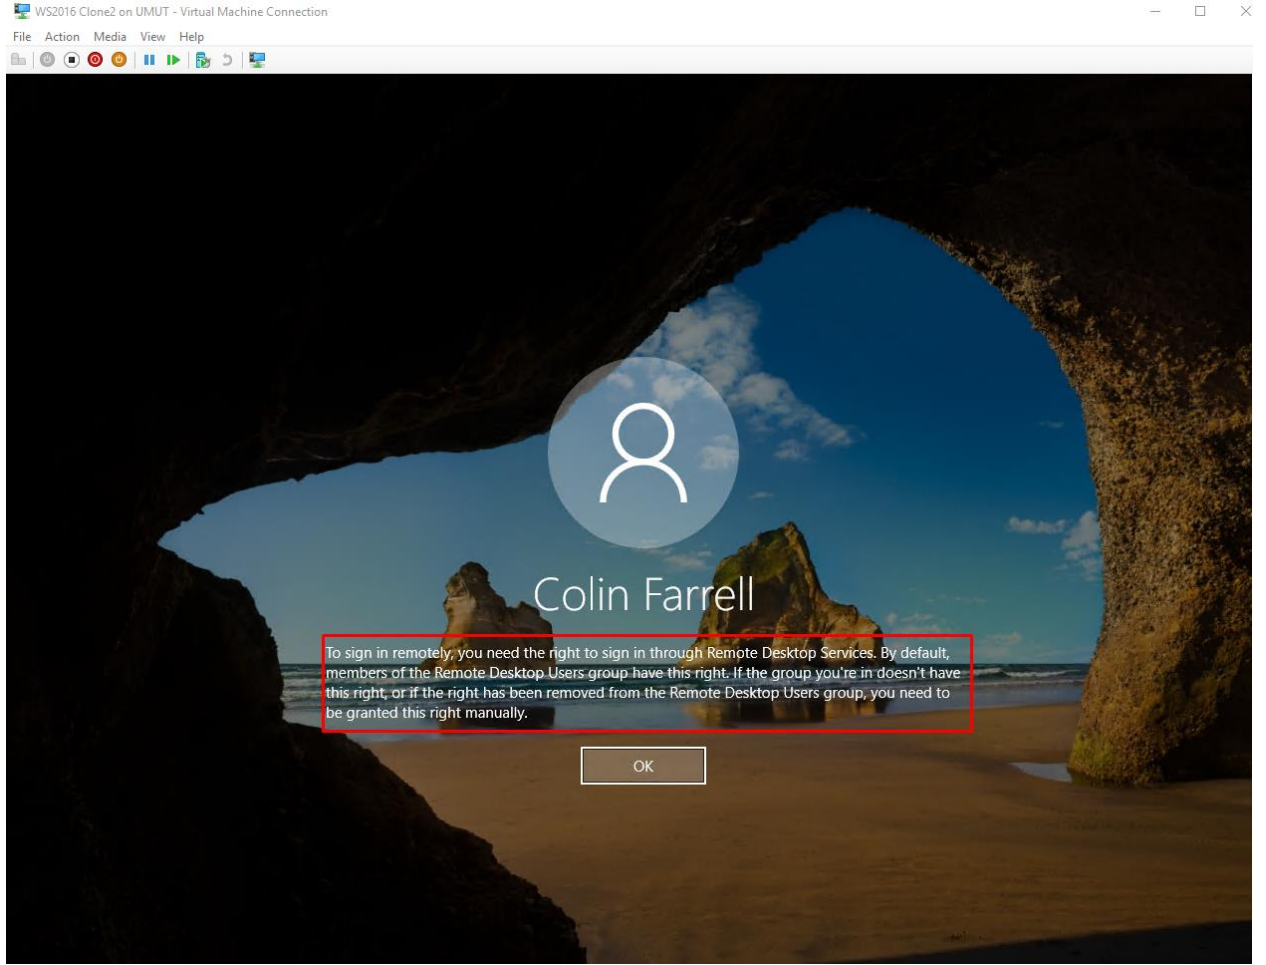 WS2016 Clone2 on UMUT - Virtual Machine Connection
File Action Media View Help
Colin Farrell
To sign in remotely, you need the right to sign in through Remote Desktop Services. By default,
members of the Remote Desktop Users group have this right. If the group you're in doesn't have
this right, or if the right has been removed from the Remote Desktop Users group, you need to
be granted this right manually.
OK